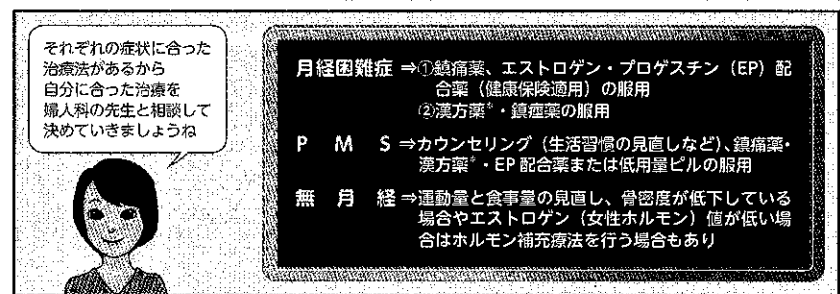 それぞれの症状に合った
治療法があるから
自分に合った治療を
婦人科の先生と相談して
決めていきましょうね
月経困難症 ⇒①鎮痛薬、エストロゲン・プロゲスチン（EP）配
合薬（健康保険適用）の服用
②漢方薬*・鎮痙薬の服用
P M S ⇒カウンセリング（生活習慣の見直しなど）、鎮痛薬・
漢方薬*・EP配合薬または低用量ピルの服用
無 月 経 ⇒運動量と食事量の見直し、骨密度が低下している
場合やエストロゲン（女性ホルモン）値が低い場
合はホルモン補充療法を行う場合もあり